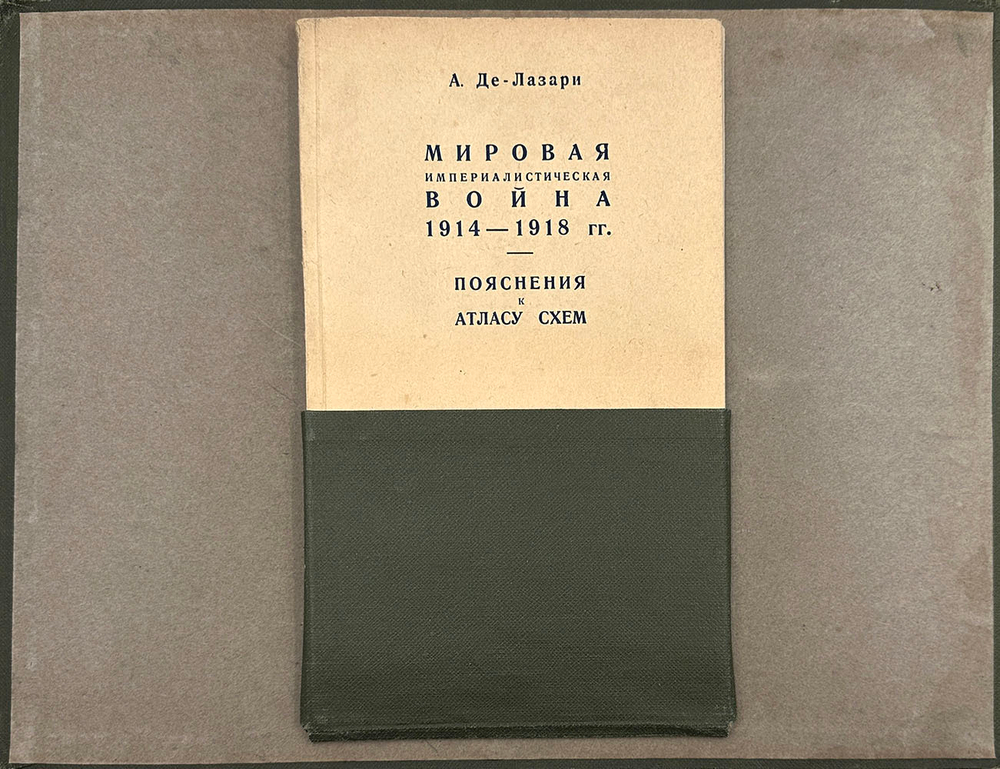 А. Де-Лазари
МИРОВАЯ
ИМПЕРИАЛИСТИЧЕСКАЯ
ВОЙНА
1914—1918 гг.
ПОЯСНЕНИЯ
к
АТЛАСУ СХЕМ